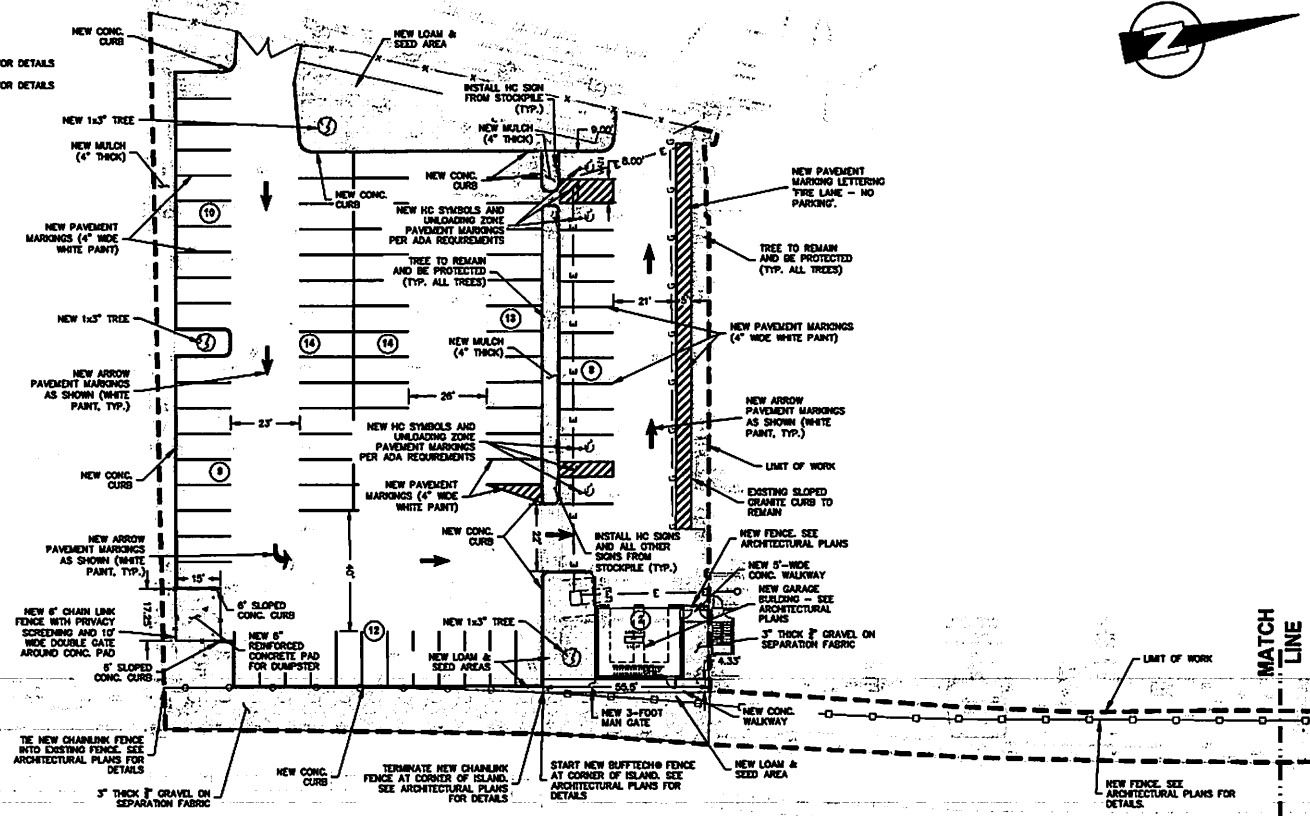 FOR DETAILS
FOR DETAILS
NEW CONC.
CURB
NEW LOAM &
SEED AREA
INSTALL HC SIGN
FROM STOCKPILE
(TYP.)
NEW 1x3" TREE
NEW MULCH
(4" THICK)
9.00'
8.00'
E
NEW MULCH
(4" THICK)
NEW CONC.
CURB
NEW CONC.
CURB
10
NEW PAVEMENT
MARKINGS (4" WIDE
WHITE PAINT)
NEW HC SYMBOLS AND
UNLOADING ZONE
PAVEMENT MARKINGS
PER ADA REQUIREMENTS
NEW PAVEMENT
MARKING LETTERING
"FIRE LANE - NO
PARKING".
TREE TO REMAIN
AND BE PROTECTED
(TYP. ALL TREES)
TREE TO REMAIN
AND BE PROTECTED
(TYP. ALL TREES)
21'
NEW 1x3" TREE
14
14
13
NEW MULCH
(4" THICK)
8
NEW PAVEMENT MARKINGS
(4" WIDE WHITE PAINT)
NEW ARROW
PAVEMENT MARKINGS
AS SHOWN (WHITE
PAINT, TYP.)
23'
26'
NEW ARROW
PAVEMENT MARKINGS
AS SHOWN (WHITE
PAINT, TYP.)
NEW HC SYMBOLS AND
UNLOADING ZONE
PAVEMENT MARKINGS
PER ADA REQUIREMENTS
NEW CONC.
CURB
LIMIT OF WORK
NEW PAVEMENT
MARKINGS (4" WIDE
WHITE PAINT)
EXISTING SLOPED
GRANITE CURB TO
REMAIN
NEW CONC.
CURB
22'
INSTALL HC SIGNS
AND ALL OTHER
SIGNS FROM
STOCKPILE (TYP.)
NEW FENCE. SEE
ARCHITECTURAL PLANS
NEW ARROW
PAVEMENT MARKINGS
AS SHOWN (WHITE
PAINT, TYP.)
NEW 5'-WIDE
CONC. WALKWAY
NEW GARAGE
BUILDING - SEE
ARCHITECTURAL
PLANS
15'
17.25'
6" SLOPED
CONC. CURB
NEW 6' CHAIN LINK
FENCE WITH PRIVACY
SCREENING AND 10'
WIDE DOUBLE GATE
AROUND CONC. PAD
NEW 6"
REINFORCED
CONCRETE PAD
FOR DUMPSTER
12
NEW 1x3" TREE
NEW LOAM &
SEED AREAS
3" THICK GRAVEL ON
SEPARATION FABRIC
4.33'
6" SLOPED
CONC. CURB
MATCH
LINE
LIMIT OF WORK
NEW 3-FOOT
MAN GATE
NEW CONC.
WALKWAY
TIE NEW CHAINLINK FENCE
INTO EXISTING FENCE. SEE
ARCHITECTURAL PLANS FOR
DETAILS
NEW CONC.
CURB
TERMINATE NEW CHAINLINK
FENCE AT CORNER OF ISLAND.
SEE ARCHITECTURAL PLANS
FOR DETAILS
START NEW BUFFTECH® FENCE
AT CORNER OF ISLAND. SEE
ARCHITECTURAL PLANS FOR
DETAILS
NEW LOAM &
SEED AREA
3" THICK GRAVEL ON
SEPARATION FABRIC
NEW FENCE. SEE
ARCHITECTURAL PLANS FOR
DETAILS.